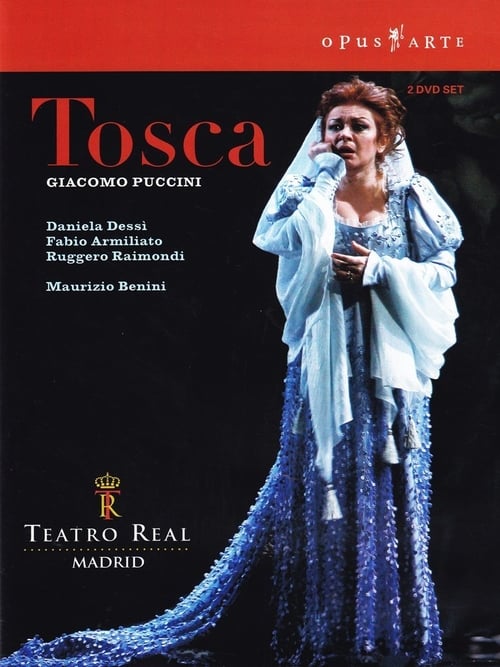 OPUS ARTE
2 DVD SET
Tosca
GIACOMO PUCCINI
Daniela Dessì
Fabio Armiliato
Ruggero Raimondi
Maurizio Benini
TR
TEATRO REAL
MADRID